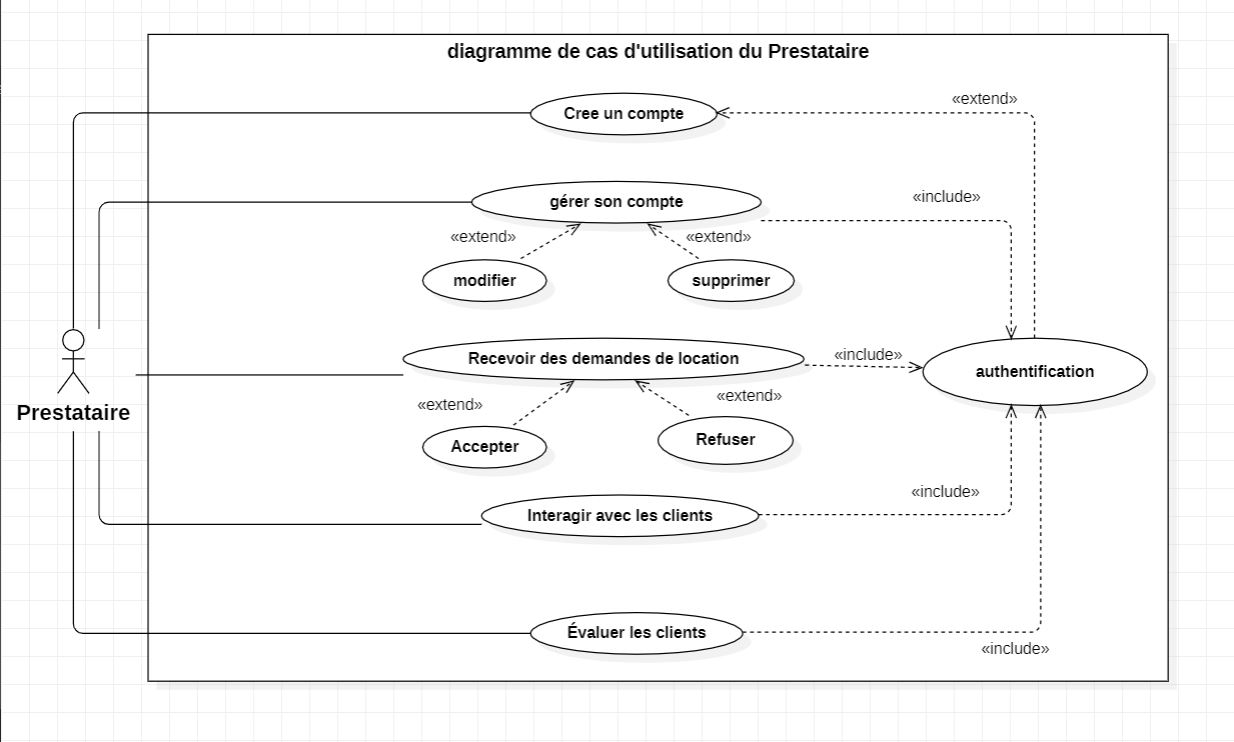 diagramme de cas d'utilisation du Prestataire
«extend»
Cree un compte
«include»
gérer son compte
«extend»
«extend»
modifier
supprimer
«include»
Recevoir des demandes de location
authentification
«extend»
«extend»
Prestataire
Accepter
Refuser
«include»
Interagir avec les clients
Évaluer les clients
«include»